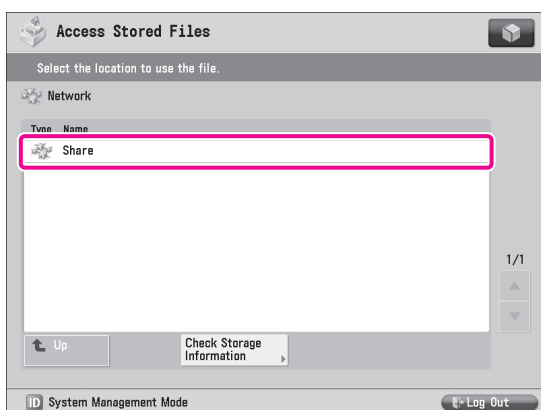 Access Stored Files
Select the location to use the file.
Network
Type Name
Share
1/1
Up
Check Storage
Information
ID System Management Mode
Log Out